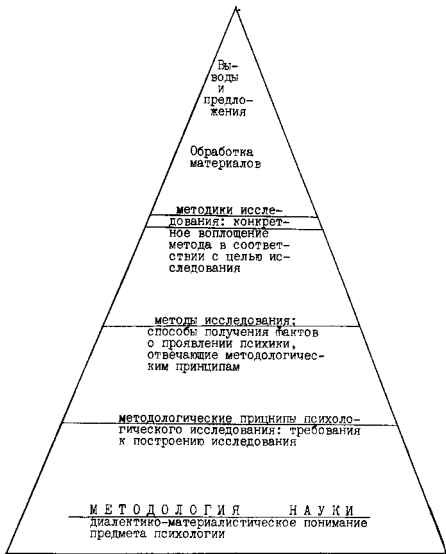 Вы-
воды
и
предло-
жения
Обработка
материалов
методики иссле-
дования: конкрет-
ное воплощение
метода в соответ-
ствии с целью ис-
следования
методы исследования:
способы получения фактов
о проявлении психики,
отвечающие методологичес-
ким принципам
методологические принципы психоло-
гического исследования: требования
к построению исследования
МЕТОДОЛОГИЯ НАУКИ
диалектико-материалистическое понимание
предмета психологии